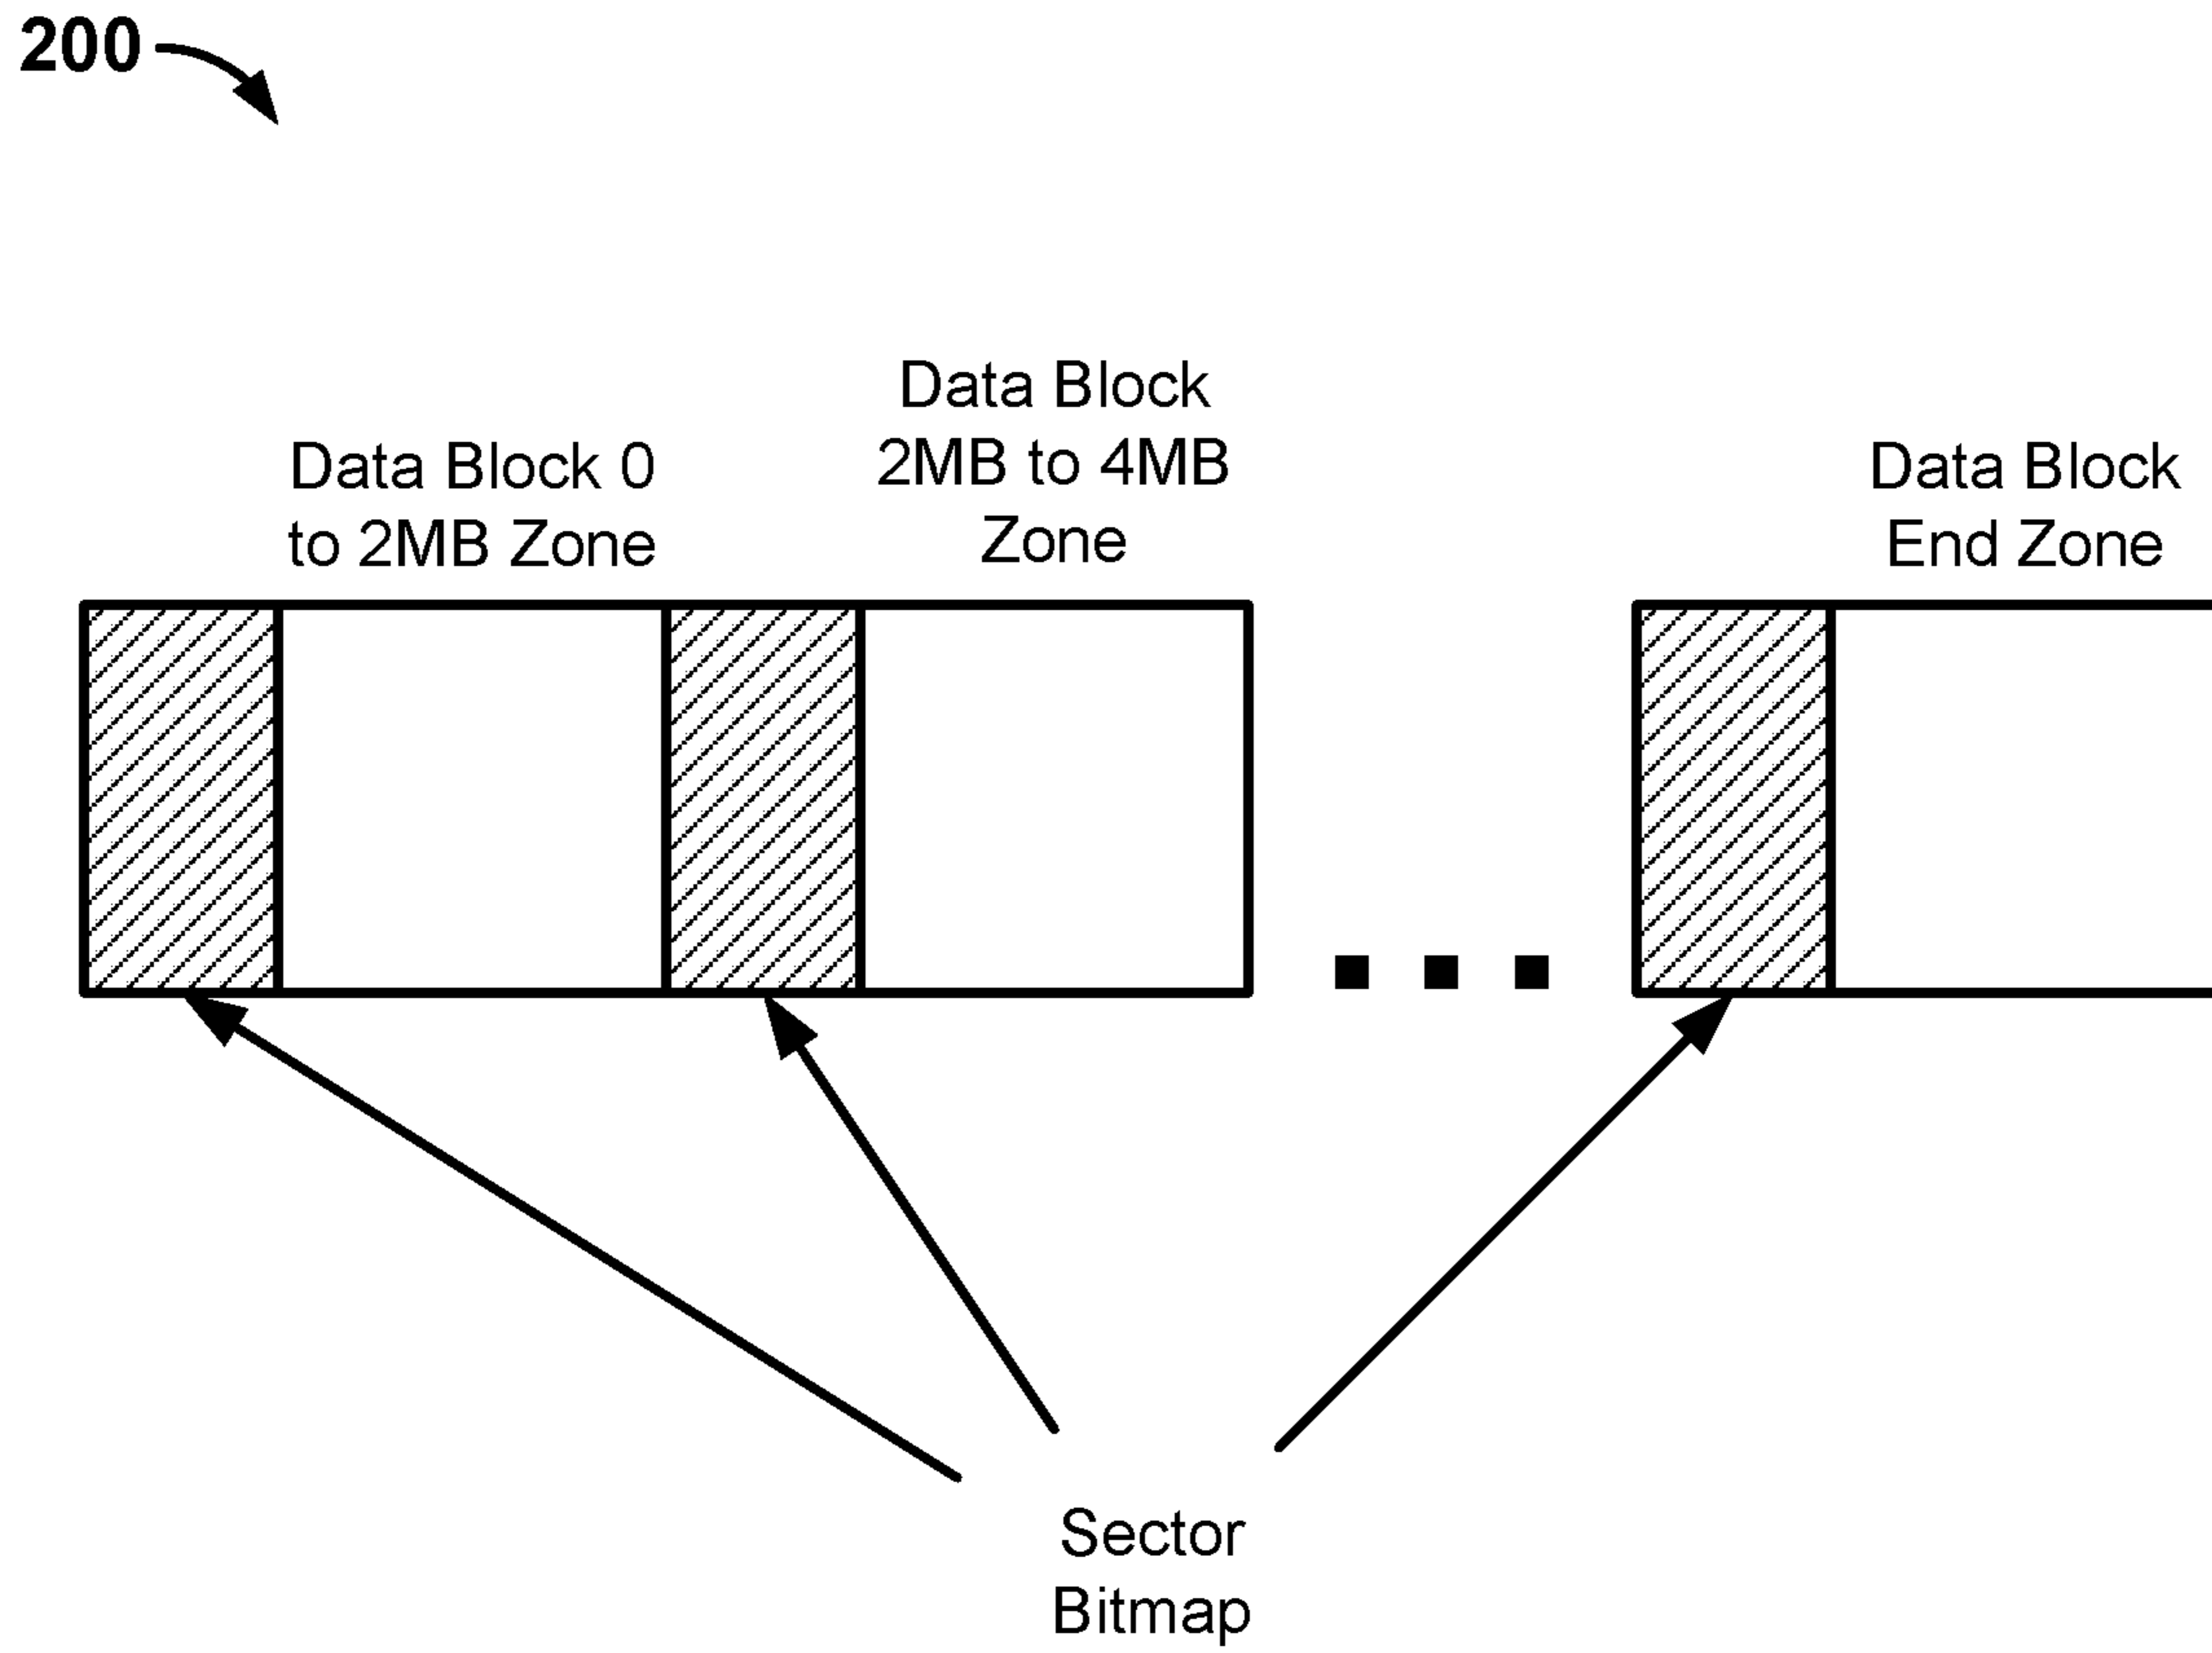 200
Data Block 0
to 2MB Zone
Data Block
2MB to 4MB
Zone
Data Block
End Zone
Sector
Bitmap